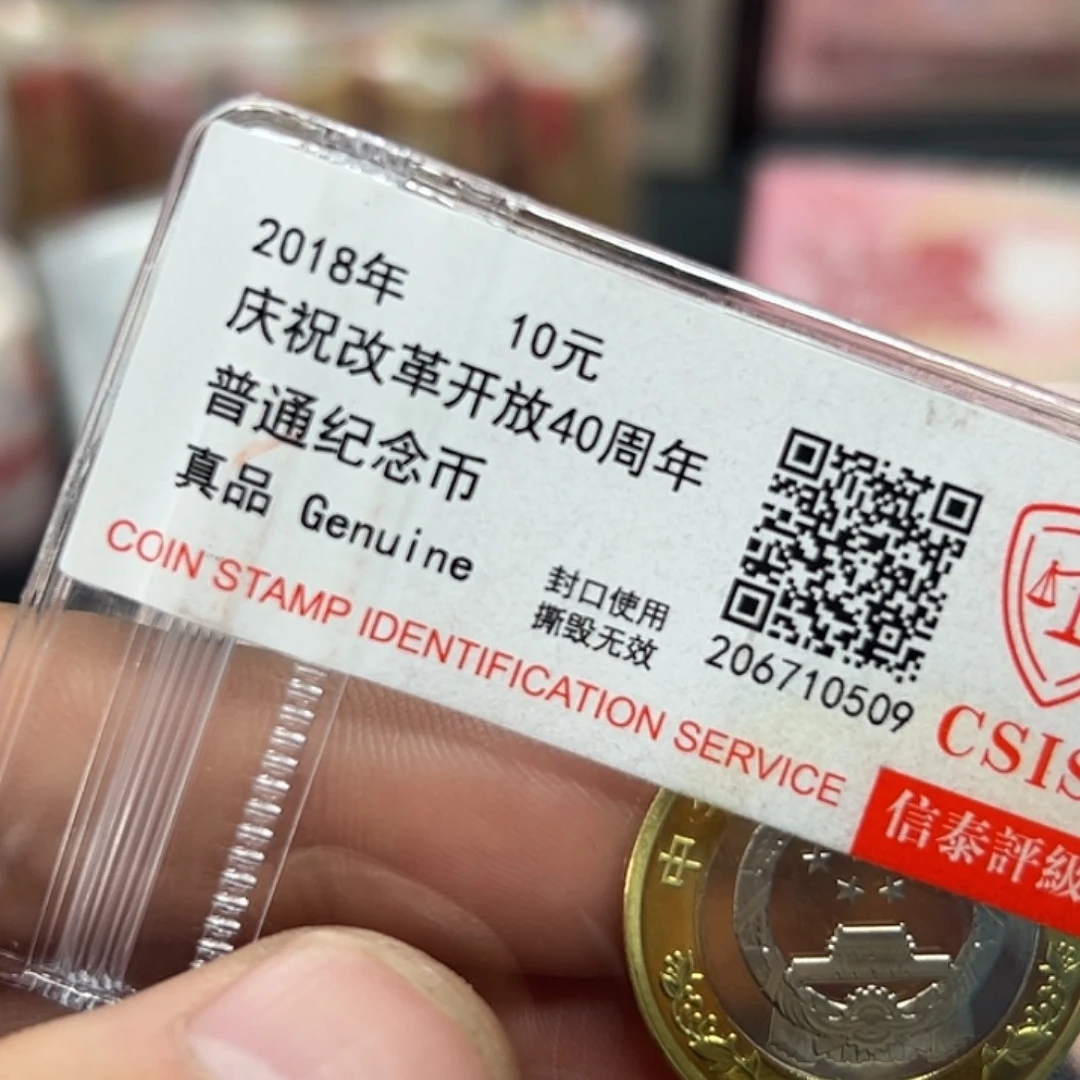 2018年 10元
庆祝改革开放40周年
普通纪念币
真品 Genuine
封口使用
撕毁无效
206710509
COIN STAMP IDENTIFICATION SERVICE
CSIS
信泰評級
中